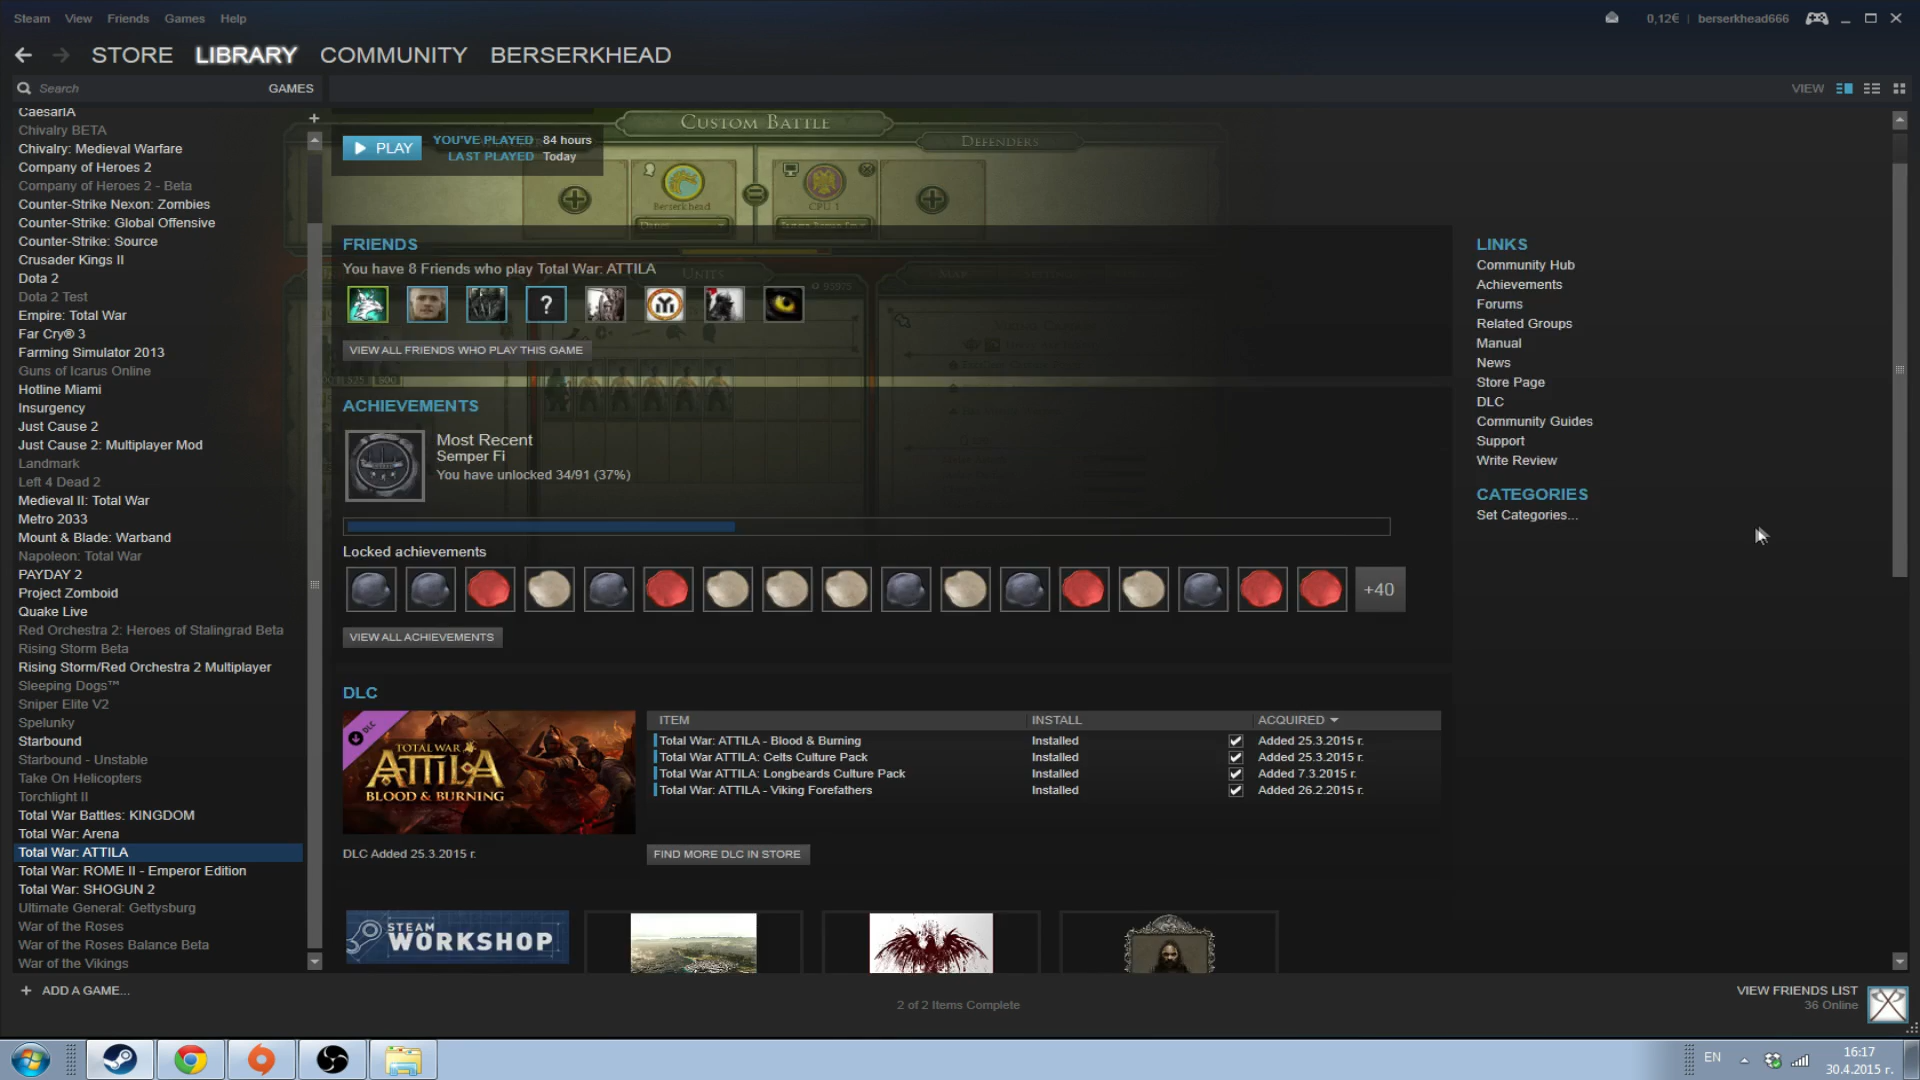 Steam View Friends Games Help
0,12€ | berserkhead666
STORE LIBRARY COMMUNITY BERSERKHEAD
Search GAMES
VIEW
CaesarIA
Chivalry BETA
Chivalry: Medieval Warfare
Company of Heroes 2
Company of Heroes 2 - Beta
Counter-Strike Nexon: Zombies
Counter-Strike: Global Offensive
Counter-Strike: Source
Crusader Kings II
Dota 2
Dota 2 Test
Empire: Total War
Far Cry® 3
Farming Simulator 2013
Guns of Icarus Online
Hotline Miami
Insurgency
Just Cause 2
Just Cause 2: Multiplayer Mod
Landmark
Left 4 Dead 2
Medieval II: Total War
Metro 2033
Mount & Blade: Warband
Napoleon: Total War
PAYDAY 2
Project Zomboid
Quake Live
Red Orchestra 2: Heroes of Stalingrad Beta
Rising Storm Beta
Rising Storm/Red Orchestra 2 Multiplayer
Sleeping Dogs™
Sniper Elite V2
Spelunky
Starbound
Starbound - Unstable
Take On Helicopters
Torchlight II
Total War Battles: KINGDOM
Total War: Arena
Total War: ATTILA
Total War: ROME II - Emperor Edition
Total War: SHOGUN 2
Ultimate General: Gettysburg
War of the Roses
War of the Roses Balance Beta
War of the Vikings
+ ADD A GAME...
CUSTOM BATTLE
DEFENDERS
PLAY
YOU'VE PLAYED 84 hours
LAST PLAYED Today
Berserkhead
CPU 1
FRIENDS
You have 8 Friends who play Total War: ATTILA
UNITS
?
VIEW ALL FRIENDS WHO PLAY THIS GAME
ACHIEVEMENTS
Most Recent
Semper Fi
You have unlocked 34/91 (37%)
Locked achievements
+40
VIEW ALL ACHIEVEMENTS
DLC
DLC
TOTAL WAR
ATTILA
BLOOD & BURNING
DLC Added 25.3.2015 г.
ITEM INSTALL ACQUIRED
Total War: ATTILA - Blood & Burning Installed Added 25.3.2015 г.
Total War ATTILA: Celts Culture Pack Installed Added 25.3.2015 г.
Total War ATTILA: Longbeards Culture Pack Installed Added 7.3.2015 г.
Total War: ATTILA - Viking Forefathers Installed Added 26.2.2015 г.
FIND MORE DLC IN STORE
STEAM
WORKSHOP
LINKS
Community Hub
Achievements
Forums
Related Groups
Manual
News
Store Page
DLC
Community Guides
Support
Write Review
CATEGORIES
Set Categories...
2 of 2 Items Complete
VIEW FRIENDS LIST
36 Online
EN
16:17
30.4.2015 г.